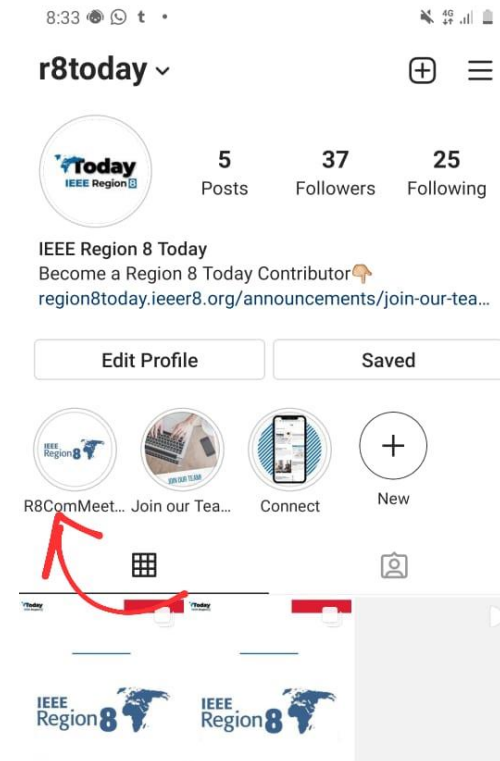 8:33
4G
r8today
Today
IEEE Region 8
5
37
25
Posts
Followers
Following
IEEE Region 8 Today
Become a Region 8 Today Contributor
region8today.ieeer8.org/announcements/join-our-tea...
Edit Profile
Saved
IEEE
Region 8
JOIN OUR TEAM
R8ComMeet...
Join our Tea...
Connect
New
Today
Today
IEEE
Region 8
IEEE
Region 8